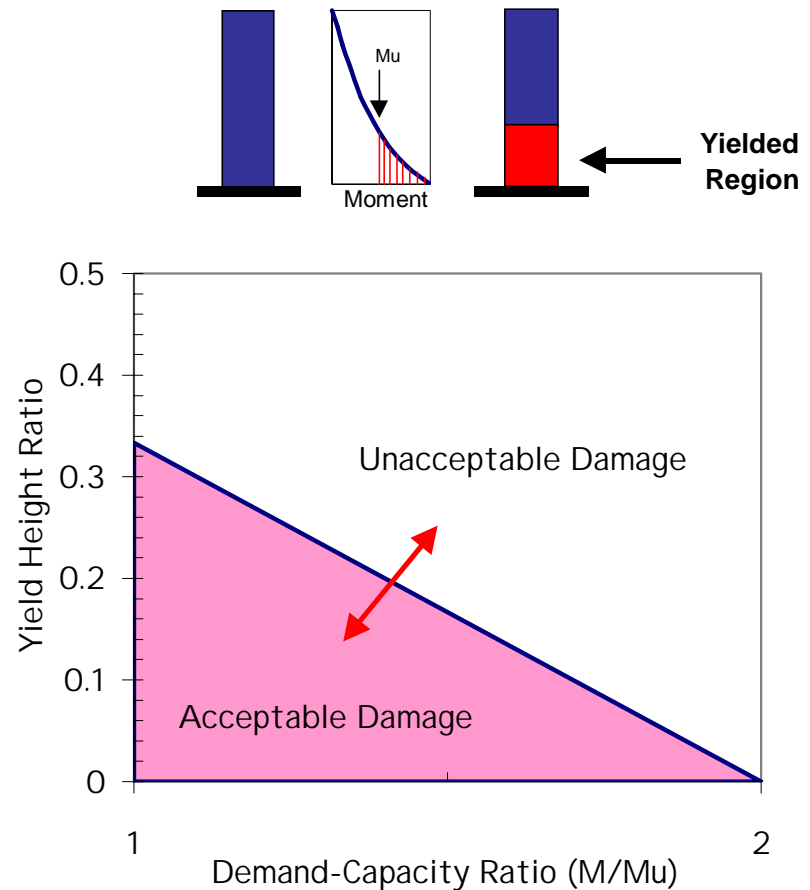 Mu
Moment
Yielded
Region
0.5
0.4
0.3
0.2
0.1
0
Yield Height Ratio
Unacceptable Damage
Acceptable Damage
1
2
Demand-Capacity Ratio (M/Mu)